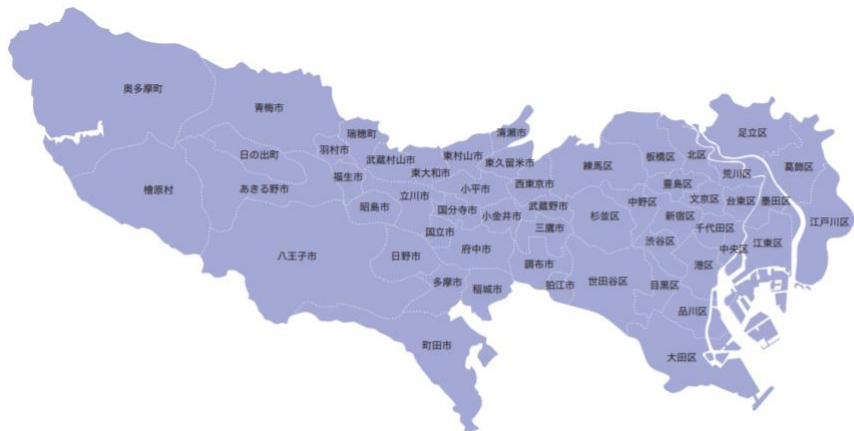 奥多摩町
青梅市
瑞穂町
清瀬市
足立区
日の出町
羽村市
武蔵村山市
東村山市
東久留米市
練馬区
板橋区
北区
葛飾区
檜原村
あきる野市
福生市
東大和市
西東京市
豊島区
荒川区
昭島市
立川市
小平市
武蔵野市
中野区
文京区
台東区
墨田区
江戸川区
国分寺市
小金井市
杉並区
新宿区
国立市
三鷹市
千代田区
八王子市
日野市
府中市
調布市
渋谷区
中央区
江東区
多摩市
稲城市
狛江市
世田谷区
目黒区
港区
品川区
町田市
大田区